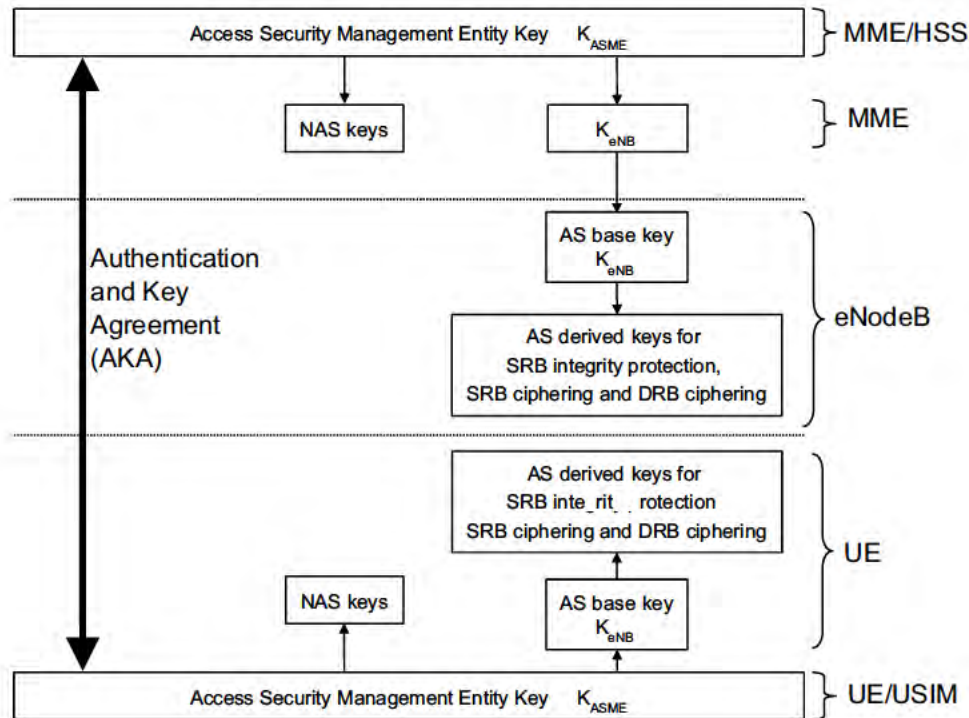 Access Security Management Entity Key K_ASME
MME/HSS
NAS keys
K_eNB
MME
AS base key
K_eNB
Authentication
and Key
Agreement
(AKA)
AS derived keys for
SRB integrity protection,
SRB ciphering and DRB ciphering
eNodeB
AS derived keys for
SRB inte_rit_ , rotection
SRB ciphering and DRB ciphering
UE
NAS keys
AS base key
K_eNB
Access Security Management Entity Key K_ASME
UE/USIM